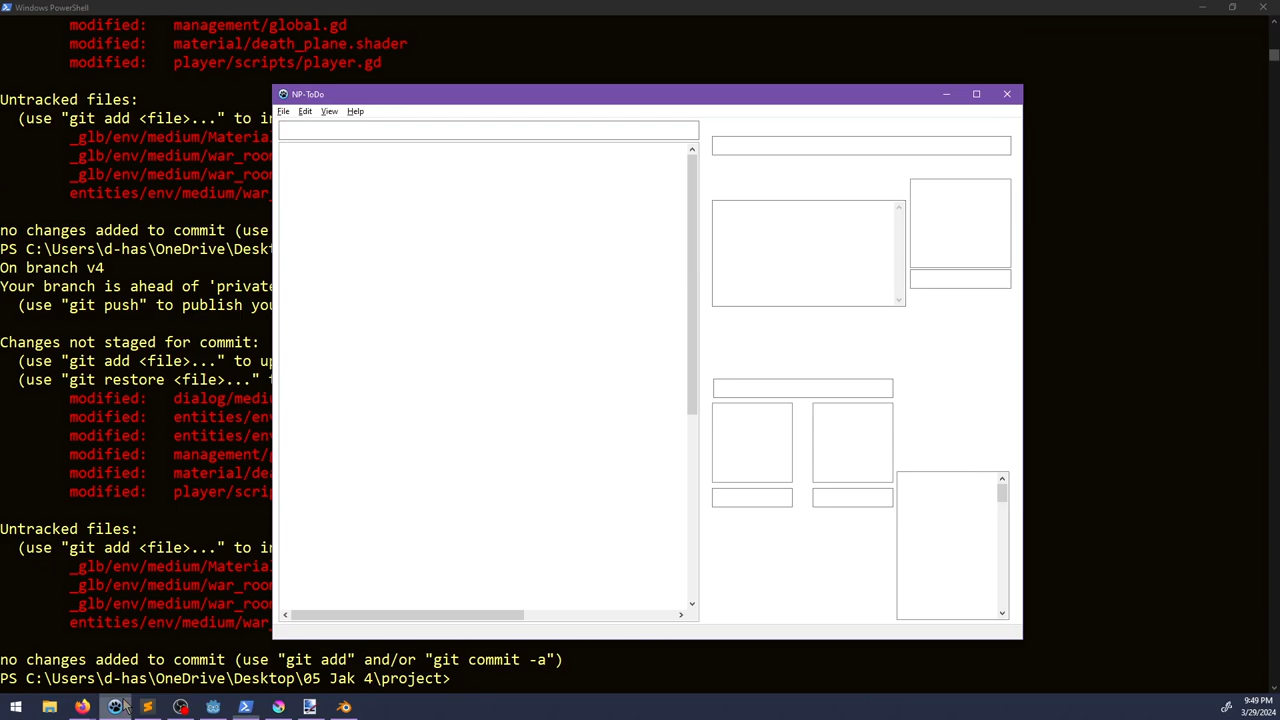 Windows PowerShell
modified:   management/global.gd
modified:   material/death_plane.shader
modified:   player/scripts/player.gd
Untracked files:
(use "git add <file>..." to in
_glb/env/medium/Material
_glb/env/medium/war_room
_glb/env/medium/war_room
entities/env/medium/war_
no changes added to commit (use
PS C:\Users\d-has\OneDrive\Deskt
On branch v4
Your branch is ahead of 'private
(use "git push" to publish you
Changes not staged for commit:
(use "git add <file>..." to up
(use "git restore <file>..." t
modified:   dialog/medi
modified:   entities/env
modified:   entities/env
modified:   management/
modified:   material/dea
modified:   player/scrip
Untracked files:
(use "git add <file>..." to in
_glb/env/medium/Material
_glb/env/medium/war_room
_glb/env/medium/war_room
entities/env/medium/war_
no changes added to commit (use "git add" and/or "git commit -a")
PS C:\Users\d-has\OneDrive\Desktop\05 Jak 4\project>
NP-ToDo
File Edit View Help
9:49 PM
3/29/2024